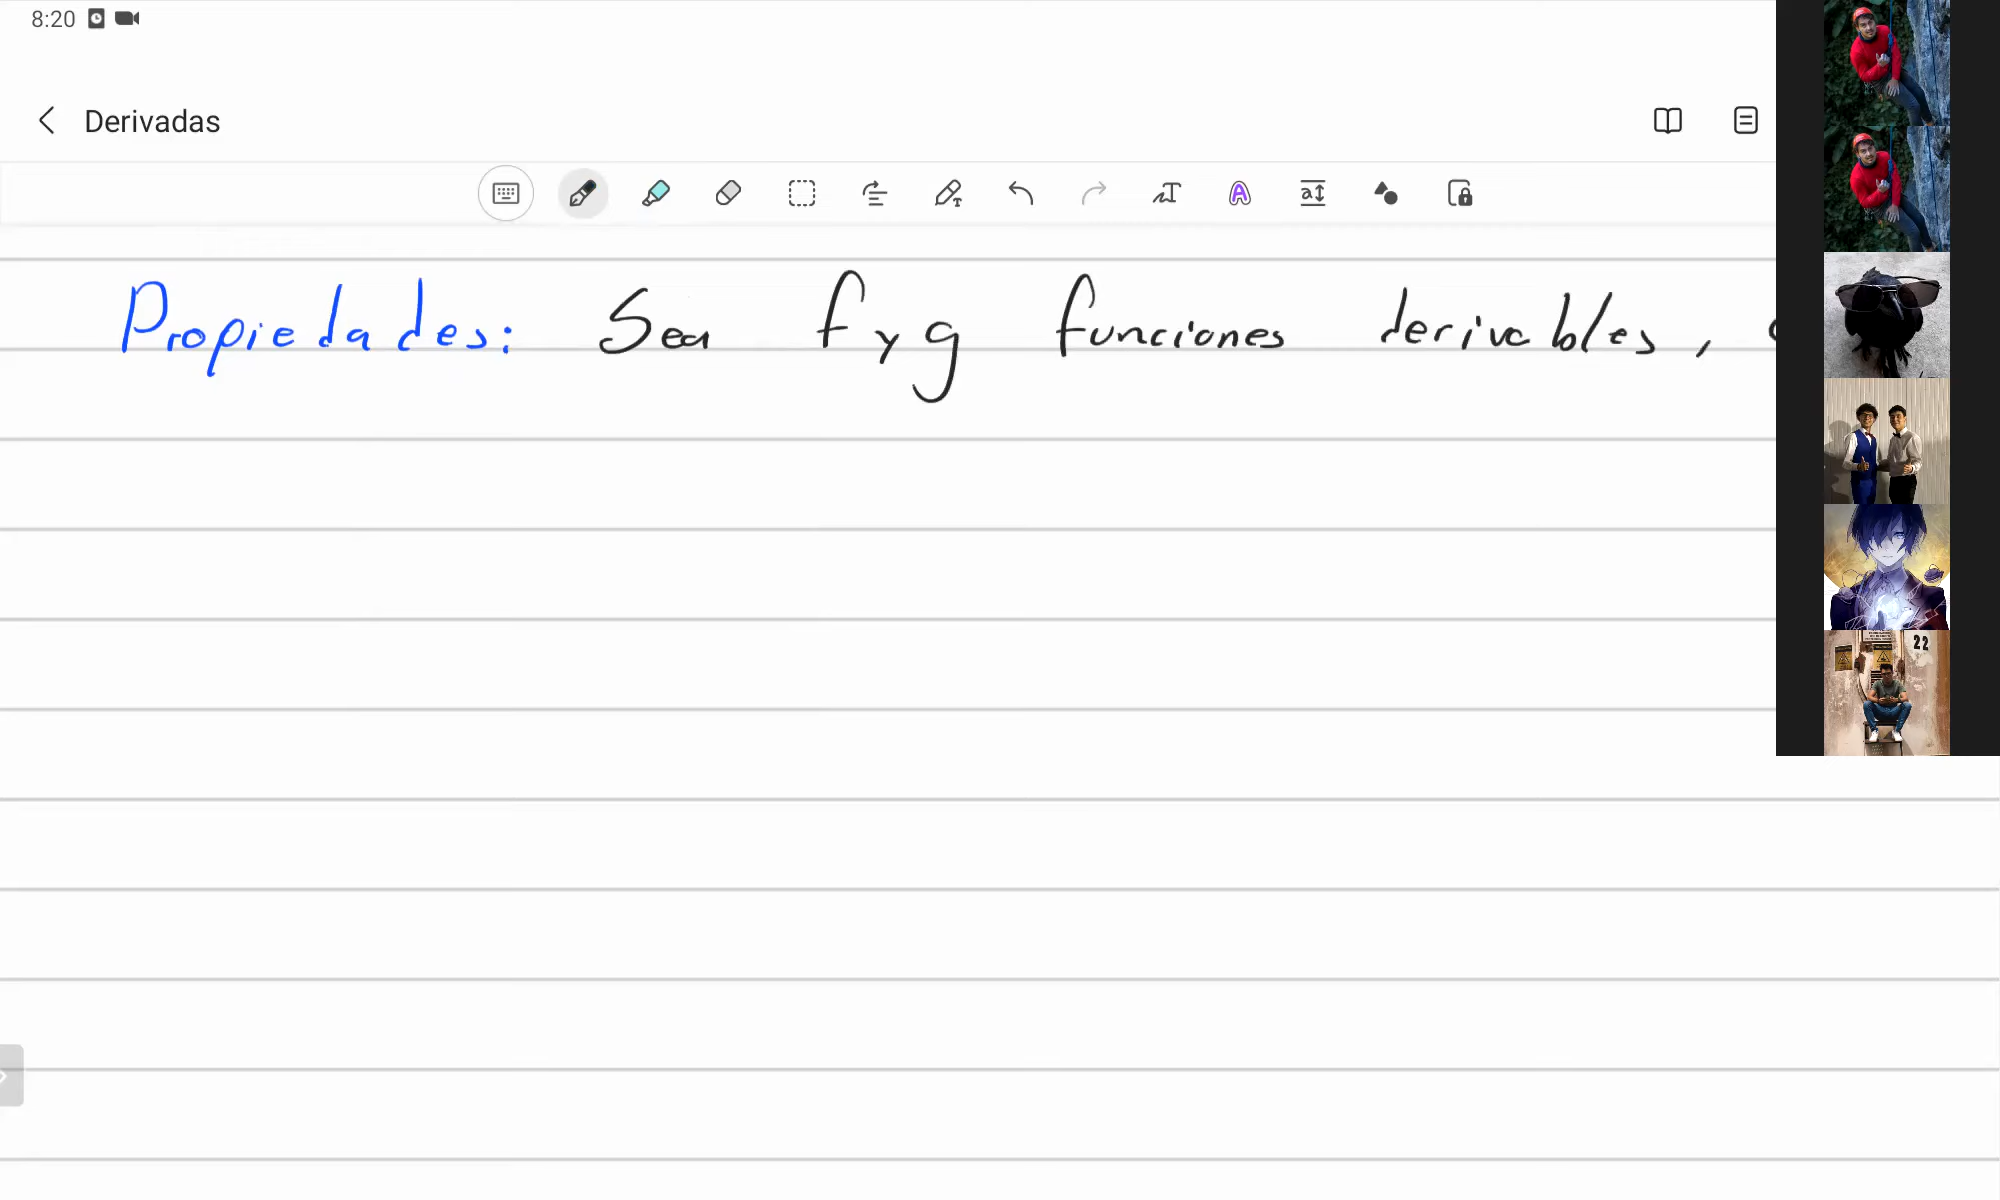 8:20
Derivadas
Propiedades: Sea f y g funciones derivables,
22